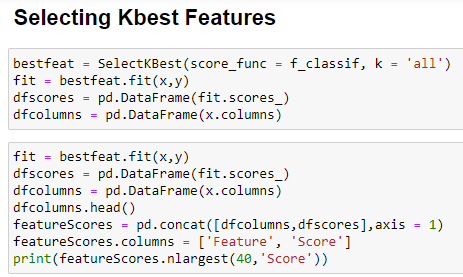 Selecting Kbest Features
bestfeat = SelectKBest(score_func = f_classif, k = 'all')
fit = bestfeat.fit(x,y)
dfscores = pd.DataFrame(fit.scores_)
dfcolumns = pd.DataFrame(x.columns)
fit = bestfeat.fit(x,y)
dfscores = pd.DataFrame(fit.scores_)
dfcolumns = pd.DataFrame(x.columns)
dfcolumns.head()
featureScores = pd.concat([dfcolumns,dfscores],axis = 1)
featureScores.columns = ['Feature', 'Score']
print(featureScores.nlargest(40,'Score'))